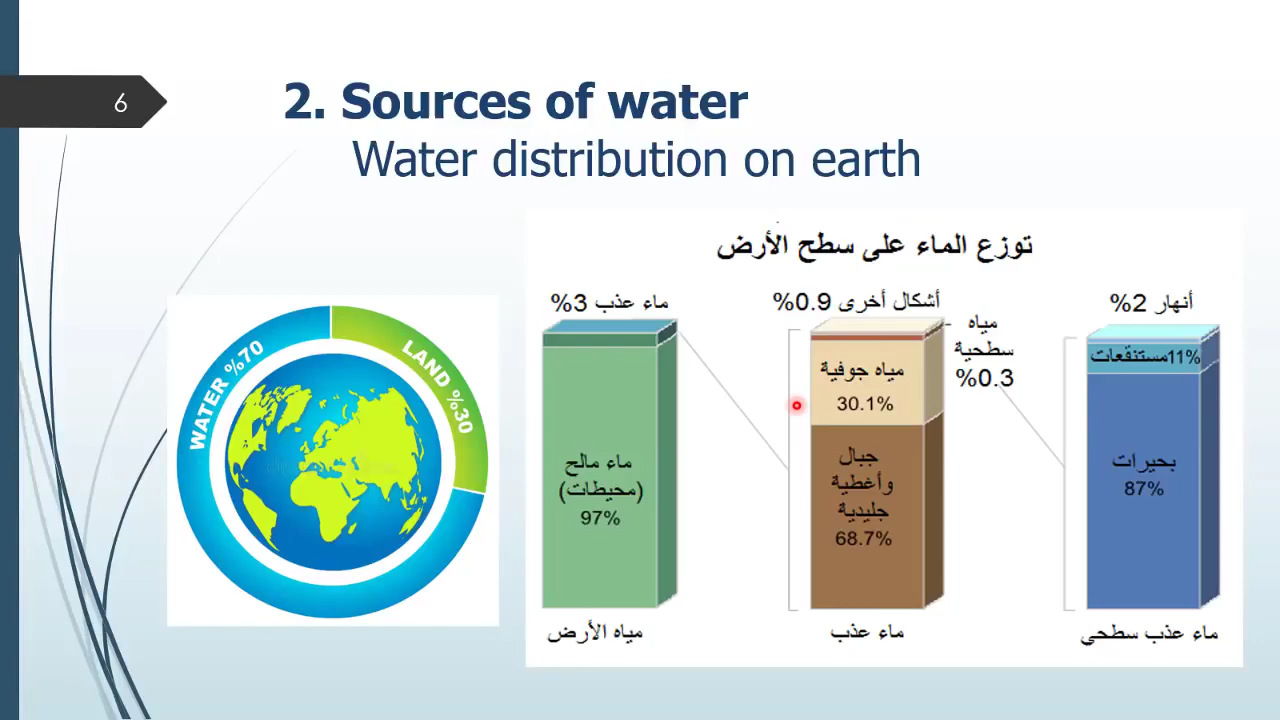 6
2. Sources of water
Water distribution on earth
WATER %70
LAND %30
توزع الماء على سطح الأرض
ماء عذب 3%
ماء مالح
(محيطات)
97%
مياه الأرض
أشكال أخرى 0.9%
مياه
سطحية
0.3%
مياه جوفية
30.1%
جبال
وأغطية
جليدية
68.7%
ماء عذب
أنهار 2%
مستنقعات11%
بحيرات
87%
ماء عذب سطحي